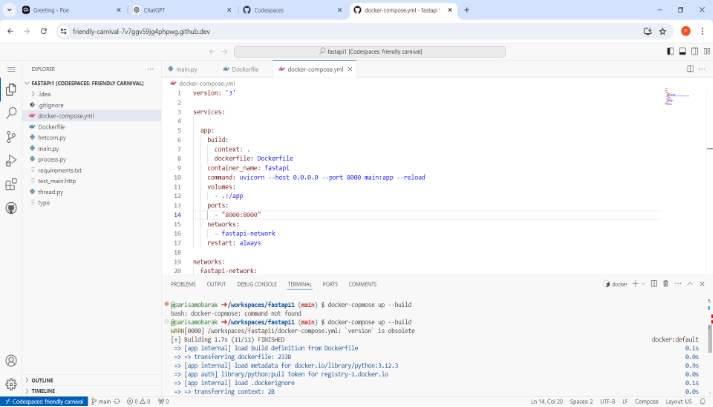 Greeting - Poe
ChatGPT
Codespaces
docker-compose.yml - fastapi1
friendly-carnival-7v7ggv59jg4phpwg.github.dev
fastapi1 [Codespaces: friendly carnival]
EXPLORER
main.py
Dockerfile
docker-compose.yml
FASTAPI1 [CODESPACES: FRIENDLY CARNIVAL]
.idea
.gitignore
docker-compose.yml
Dockerfile
hetcom.py
main.py
process.py
requirements.txt
test_main.http
thread.py
type
OUTLINE
TIMELINE
docker-compose.yml
1 version: '3'
2
3 services:
4
5 app:
6 build:
7 context: .
8 dockerfile: Dockerfile
9 container_name: fastapi
10 command: uvicorn --host 0.0.0.0 --port 8000 main:app --reload
11 volumes:
12 - .:/app
13 ports:
14 - "8000:8000"
15 networks:
16 - fastapi-network
17 restart: always
18
19 networks:
20 fastapi-network:
PROBLEMS OUTPUT DEBUG CONSOLE TERMINAL PORTS COMMENTS
docker
@parisamobarak ➜/workspaces/fastapi1 (main) $ docker-copmose up --build
bash: docker-copmose: command not found
@parisamobarak ➜/workspaces/fastapi1 (main) $ docker-compose up --build
WARN[0000] /workspaces/fastapi1/docker-compose.yml: `version` is obsolete
[+] Building 1.7s (11/11) FINISHED docker:default
=> [app internal] load build definition from Dockerfile 0.1s
=> => transferring dockerfile: 233B 0.0s
=> [app internal] load metadata for docker.io/library/python:3.12.3 0.9s
=> [app auth] library/python:pull token for registry-1.docker.io 0.0s
=> [app internal] load .dockerignore 0.1s
=> => transferring context: 2B 0.0s
Codespaces: friendly carnival
main
0
0
0
Ln 14, Col 20
Spaces: 2
UTF-8
LF
Compose
Layout: US